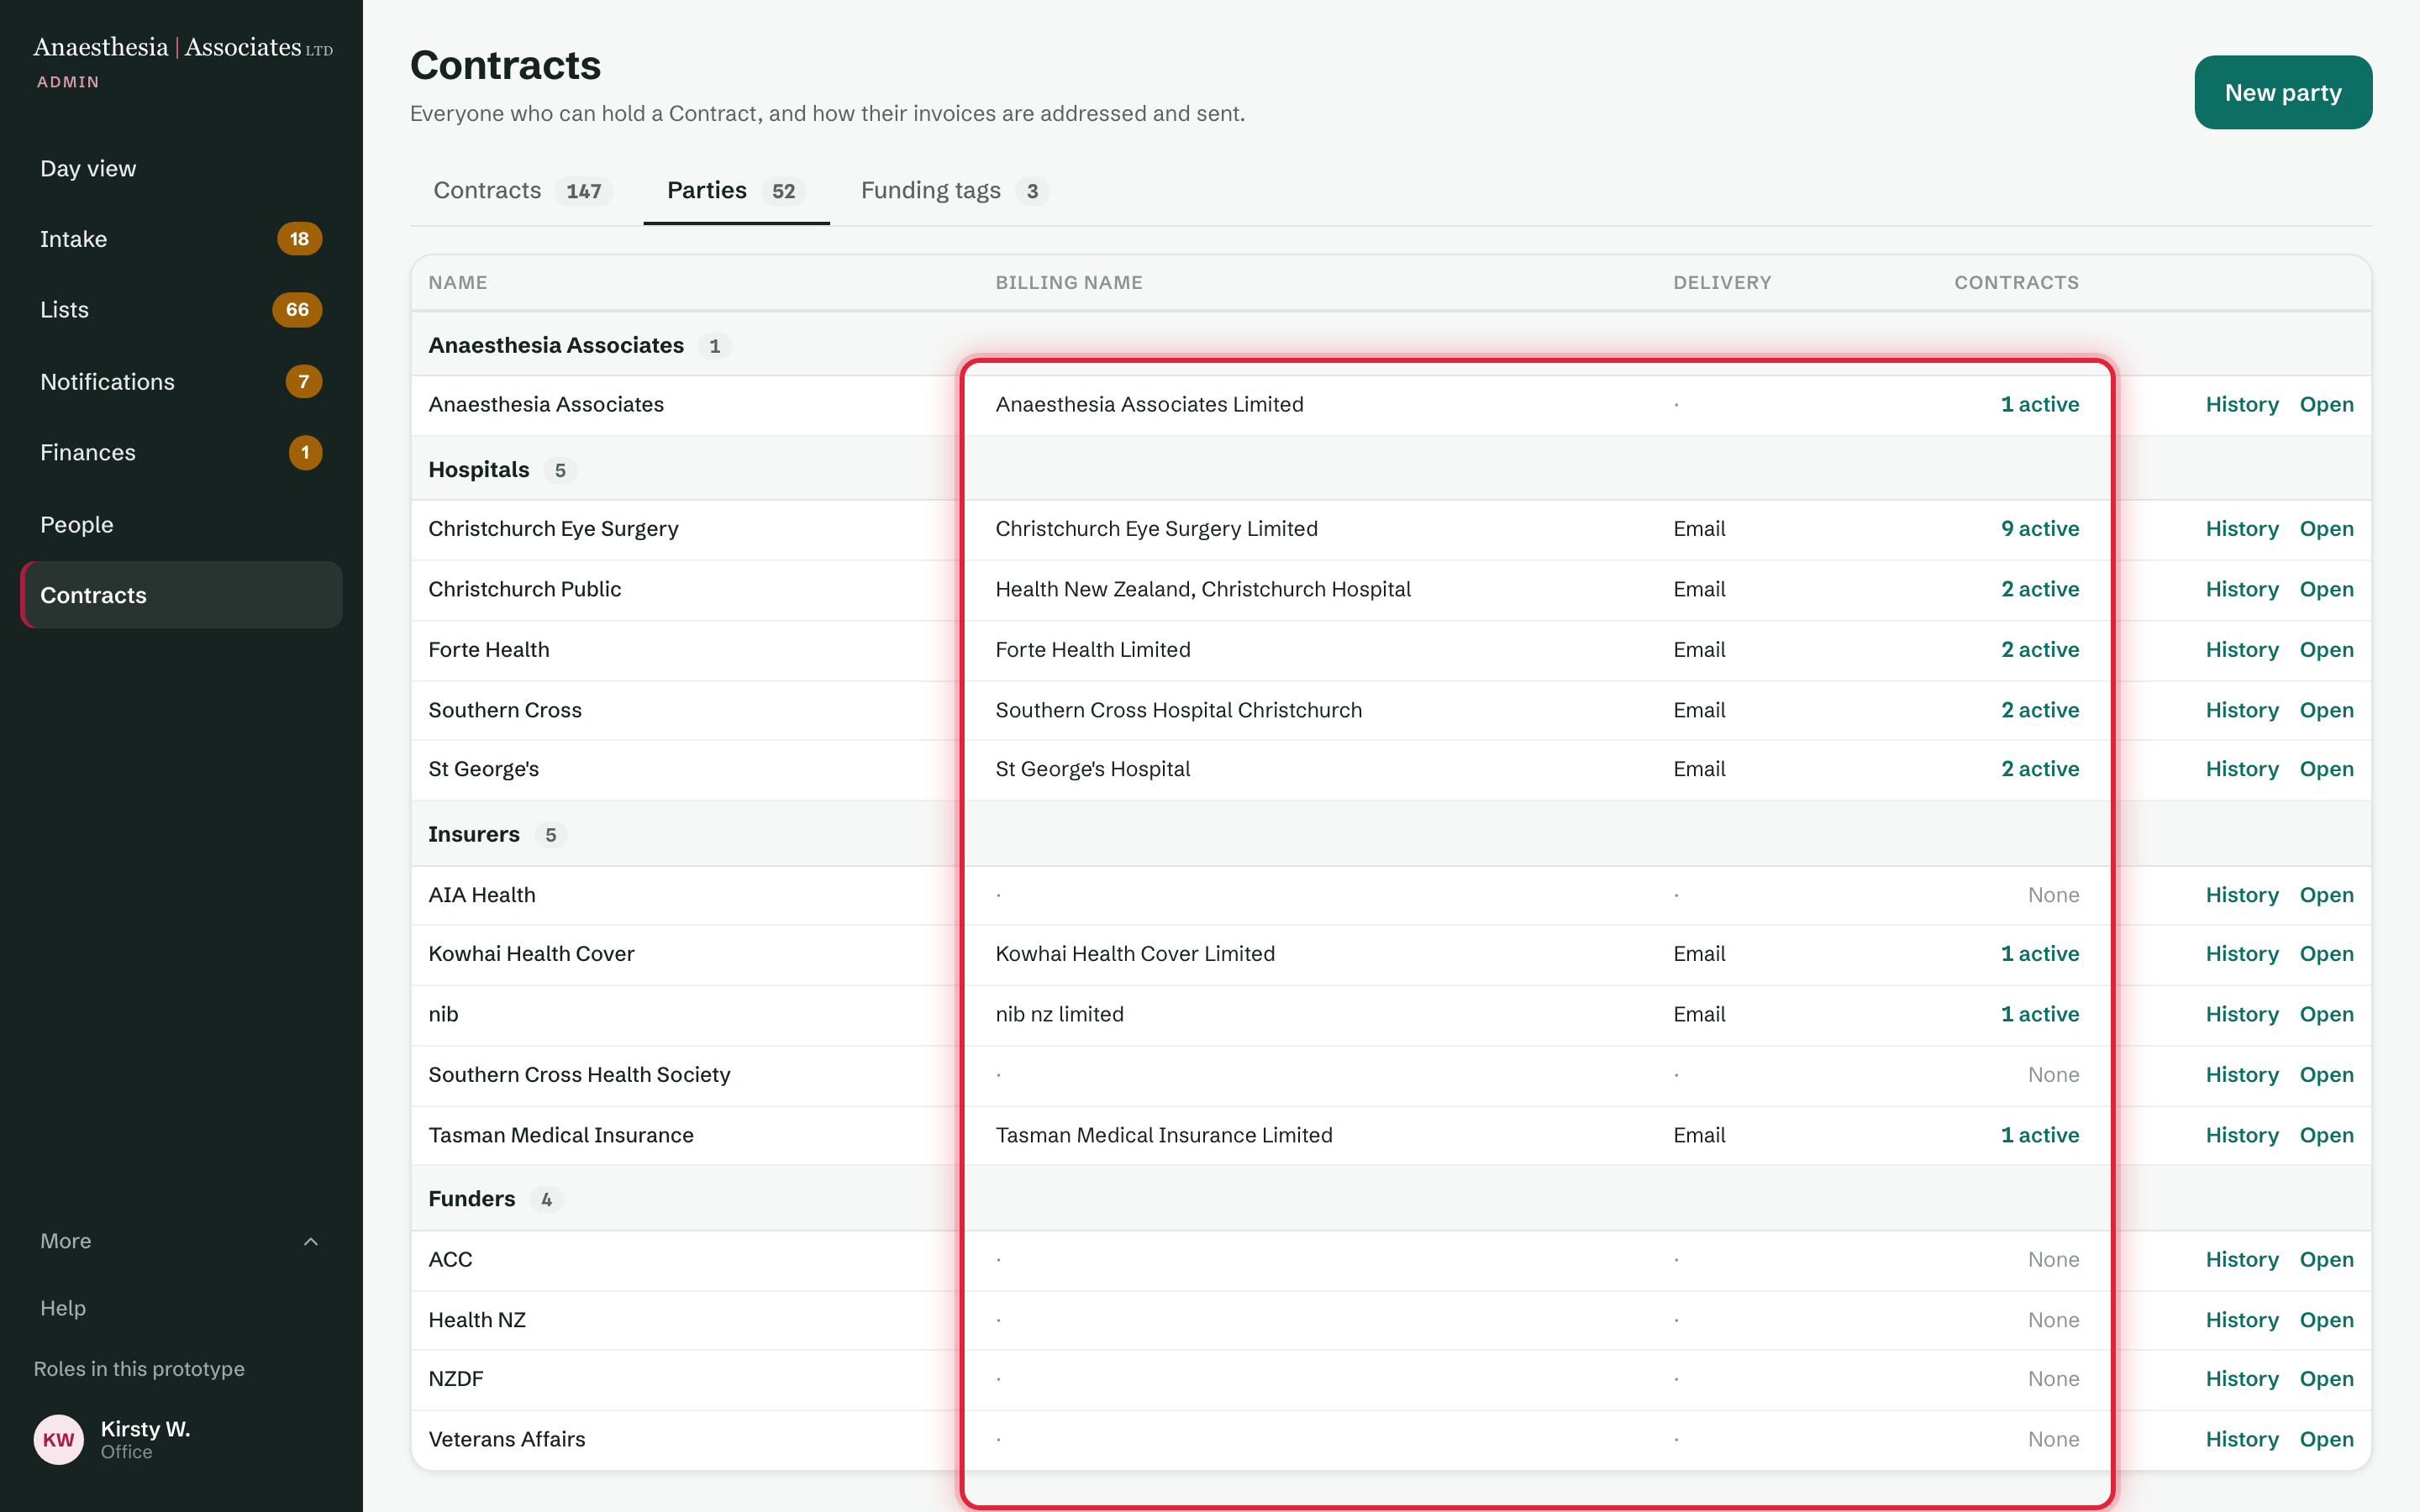 Anaesthesia | Associates LTD
ADMIN
Day view
Intake 18
Lists 66
Notifications 7
Finances 1
People
Contracts
More
Help
Roles in this prototype
KW
Kirsty W.
Office
Contracts
Everyone who can hold a Contract, and how their invoices are addressed and sent.
New party
Contracts 147 Parties 52 Funding tags 3
NAME BILLING NAME DELIVERY CONTRACTS
Anaesthesia Associates 1
Anaesthesia Associates Anaesthesia Associates Limited · 1 active History Open
Hospitals 5
Christchurch Eye Surgery Christchurch Eye Surgery Limited Email 9 active History Open
Christchurch Public Health New Zealand, Christchurch Hospital Email 2 active History Open
Forte Health Forte Health Limited Email 2 active History Open
Southern Cross Southern Cross Hospital Christchurch Email 2 active History Open
St George's St George's Hospital Email 2 active History Open
Insurers 5
AIA Health · · None History Open
Kowhai Health Cover Kowhai Health Cover Limited Email 1 active History Open
nib nib nz limited Email 1 active History Open
Southern Cross Health Society · · None History Open
Tasman Medical Insurance Tasman Medical Insurance Limited Email 1 active History Open
Funders 4
ACC · · None History Open
Health NZ · · None History Open
NZDF · · None History Open
Veterans Affairs · · None History Open